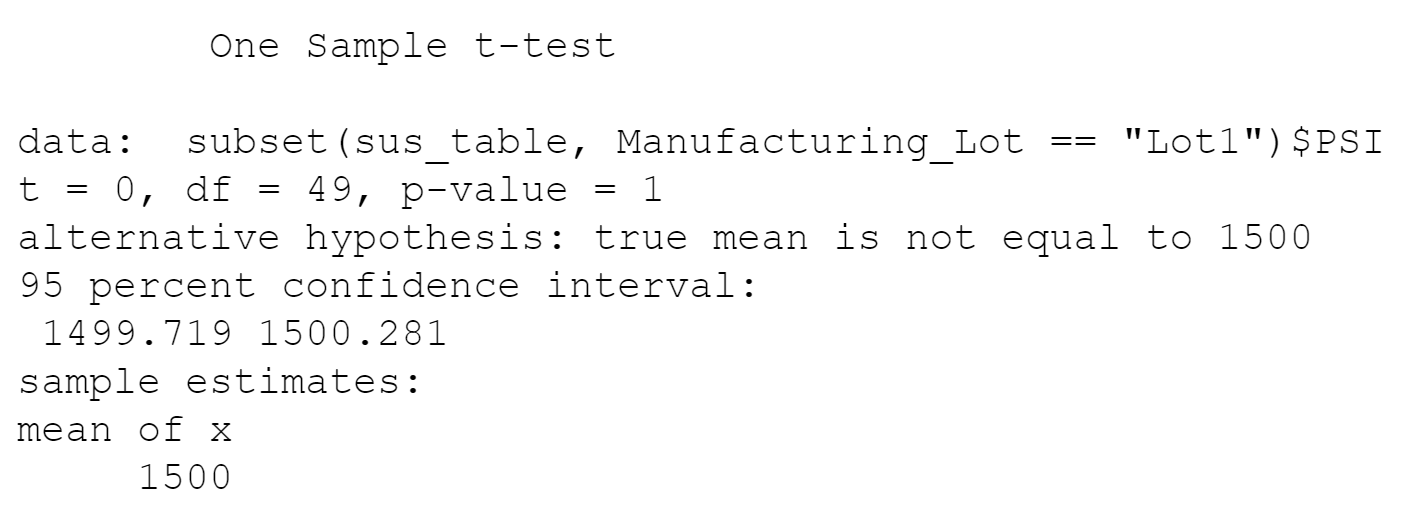 One Sample t-test
data: subset(sus_table, Manufacturing_Lot == "Lot1")$PSI
t = 0, df = 49, p-value = 1
alternative hypothesis: true mean is not equal to 1500
95 percent confidence interval:
1499.719 1500.281
sample estimates:
mean of x
1500